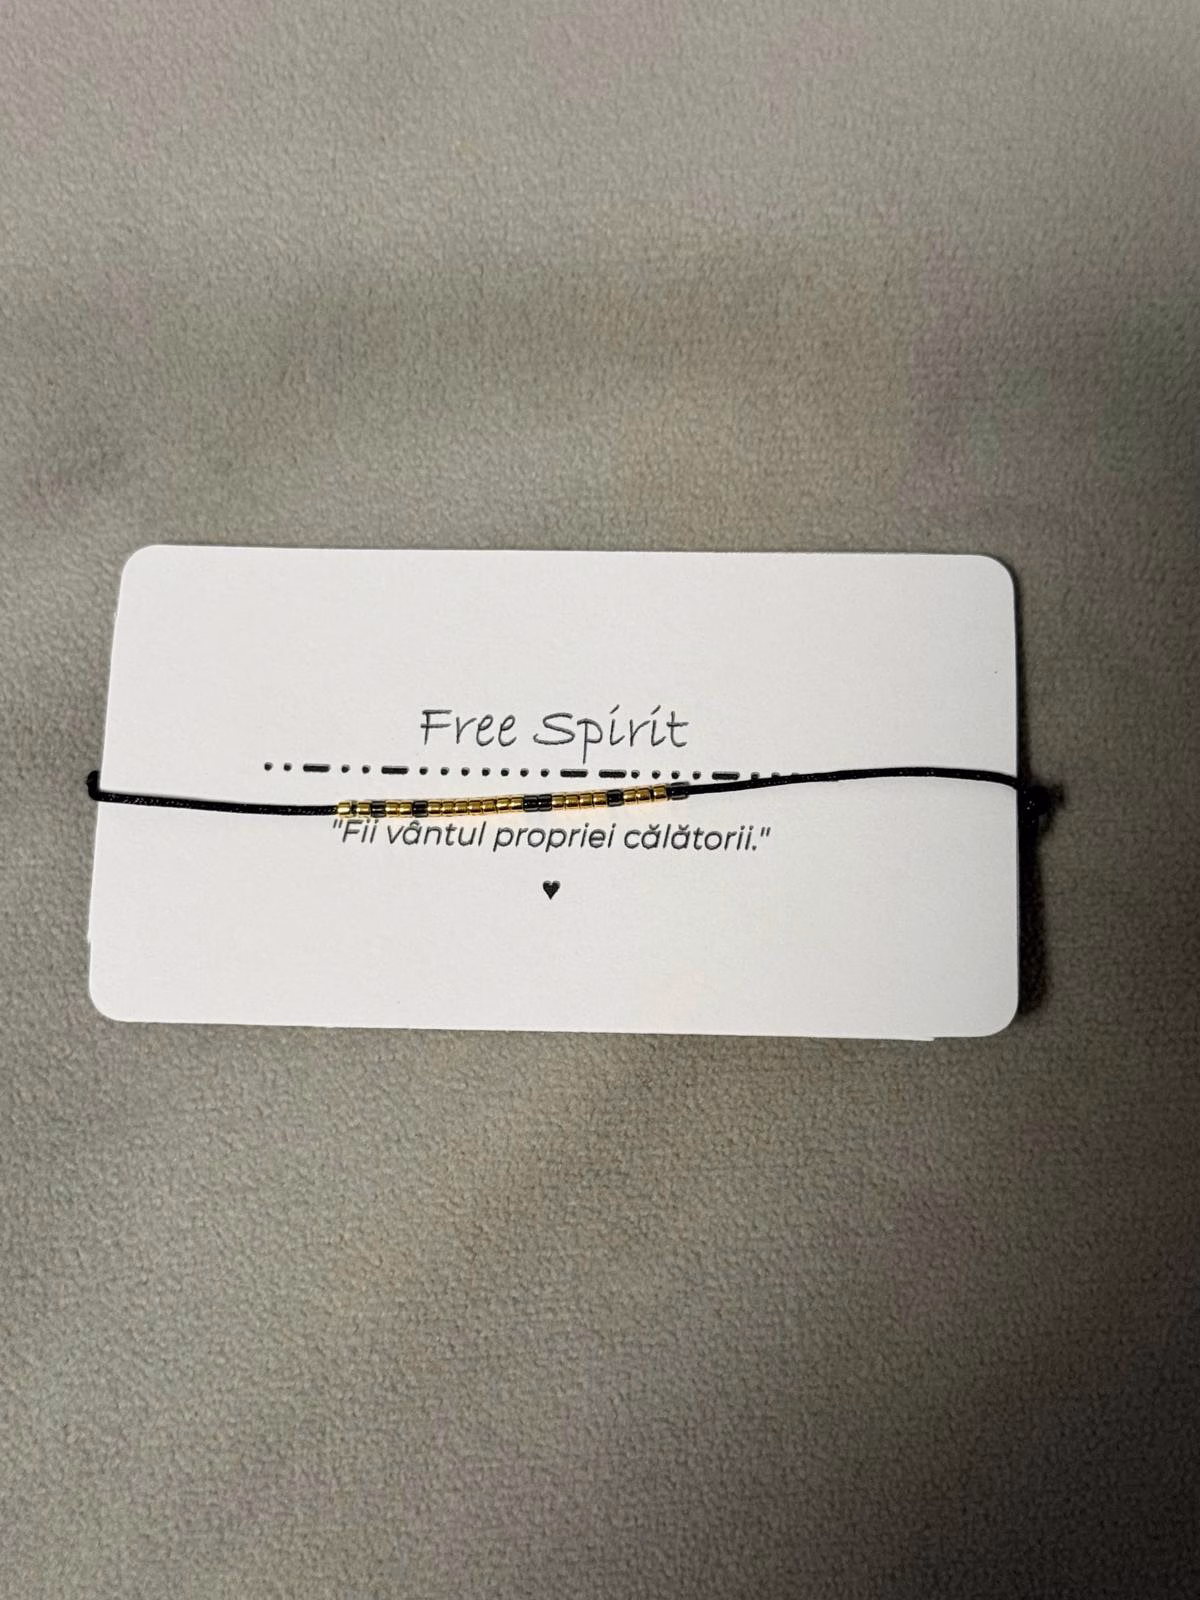 Free Spirit
"Fii vântul propriei călătorii."
♥